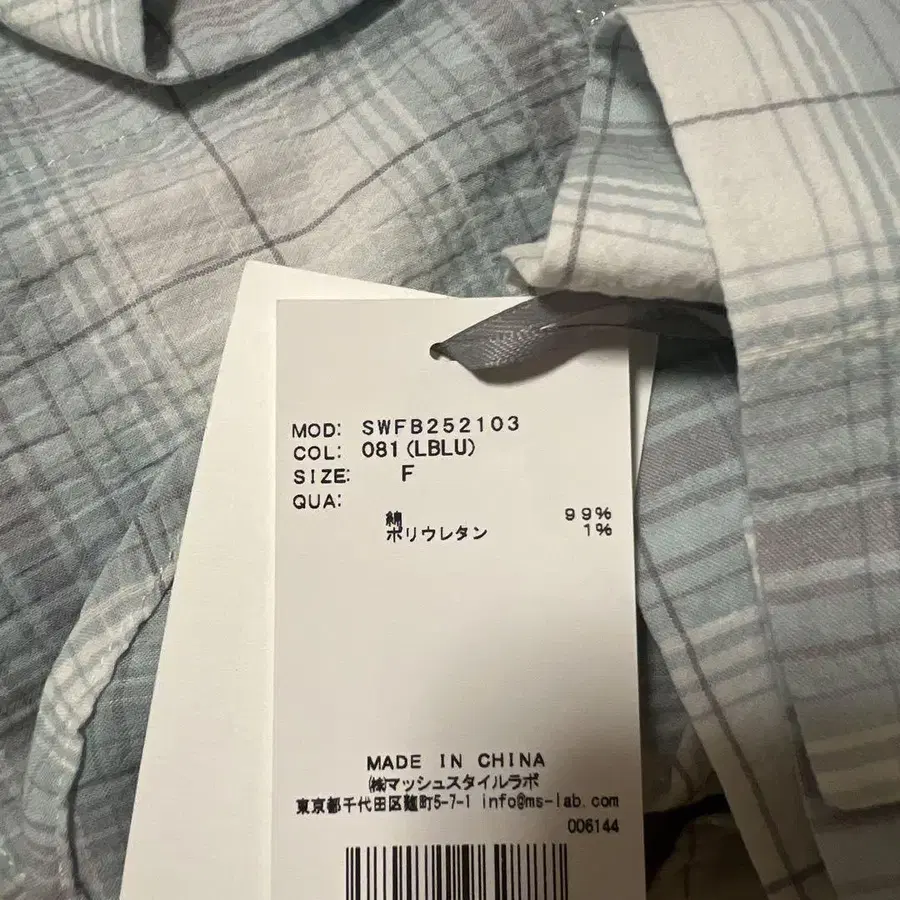 MOD: SWFB252103
COL: 081(LBLU)
SIZE: F
QUA:
綿 99%
ポリウレタン 1%
MADE IN CHINA
㈱マッシュスタイルラボ
東京都千代田区麹町5-7-1 info@ms-lab.com
006144